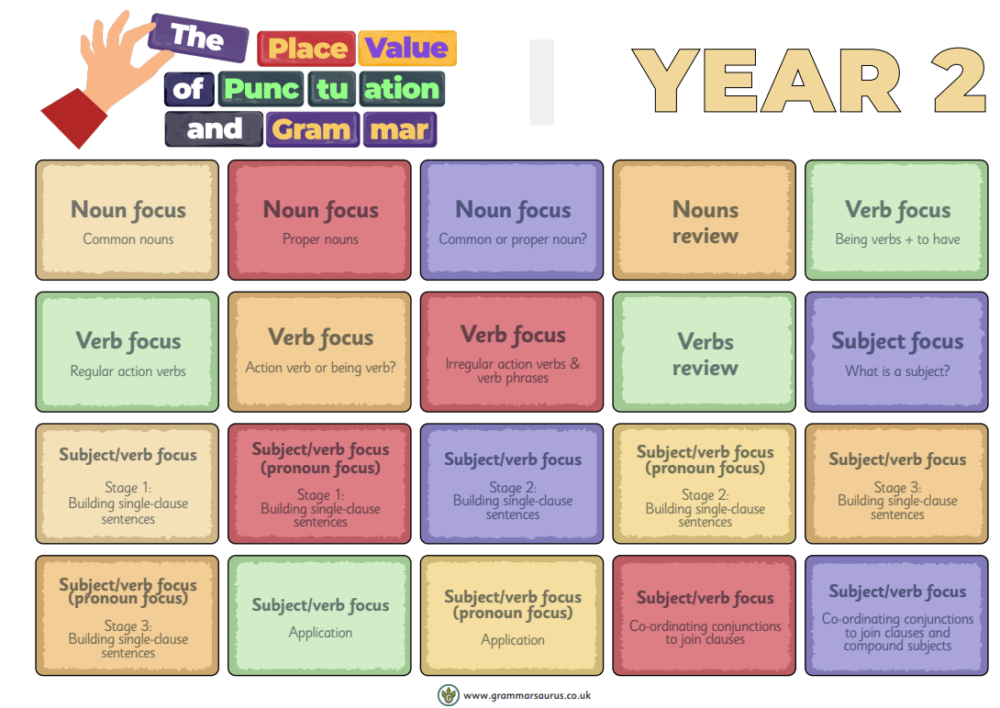 The Place Value
of Punc tu ation
and Gram mar
YEAR 2
Noun focus
Common nouns
Noun focus
Proper nouns
Noun focus
Common or proper noun?
Nouns
review
Verb focus
Being verbs + to have
Verb focus
Regular action verbs
Verb focus
Action verb or being verb?
Verb focus
Irregular action verbs &
verb phrases
Verbs
review
Subject focus
What is a subject?
Subject/verb focus
Stage 1:
Building single-clause
sentences
Subject/verb focus
(pronoun focus)
Stage 1:
Building single-clause
sentences
Subject/verb focus
Stage 2:
Building single-clause
sentences
Subject/verb focus
(pronoun focus)
Stage 2:
Building single-clause
sentences
Subject/verb focus
Stage 3:
Building single-clause
sentences
Subject/verb focus
(pronoun focus)
Stage 3:
Building single-clause
sentences
Subject/verb focus
Application
Subject/verb focus
(pronoun focus)
Application
Subject/verb focus
Co-ordinating conjunctions
to join clauses
Subject/verb focus
Co-ordinating conjunctions
to join clauses and
compound subjects
www.grammarsaurus.co.uk